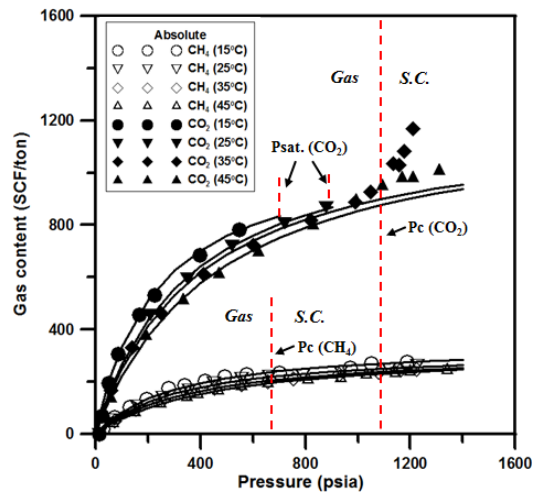 1600
1200
800
400
0
Gas content (SCF/ton)
Absolute
CH4 (15°C)
CH4 (25°C)
CH4 (35°C)
CH4 (45°C)
CO2 (15°C)
CO2 (25°C)
CO2 (35°C)
CO2 (45°C)
Gas
S.C.
Psat. (CO2)
Pc (CO2)
Gas
S.C.
Pc (CH4)
0
400
800
1200
1600
Pressure (psia)